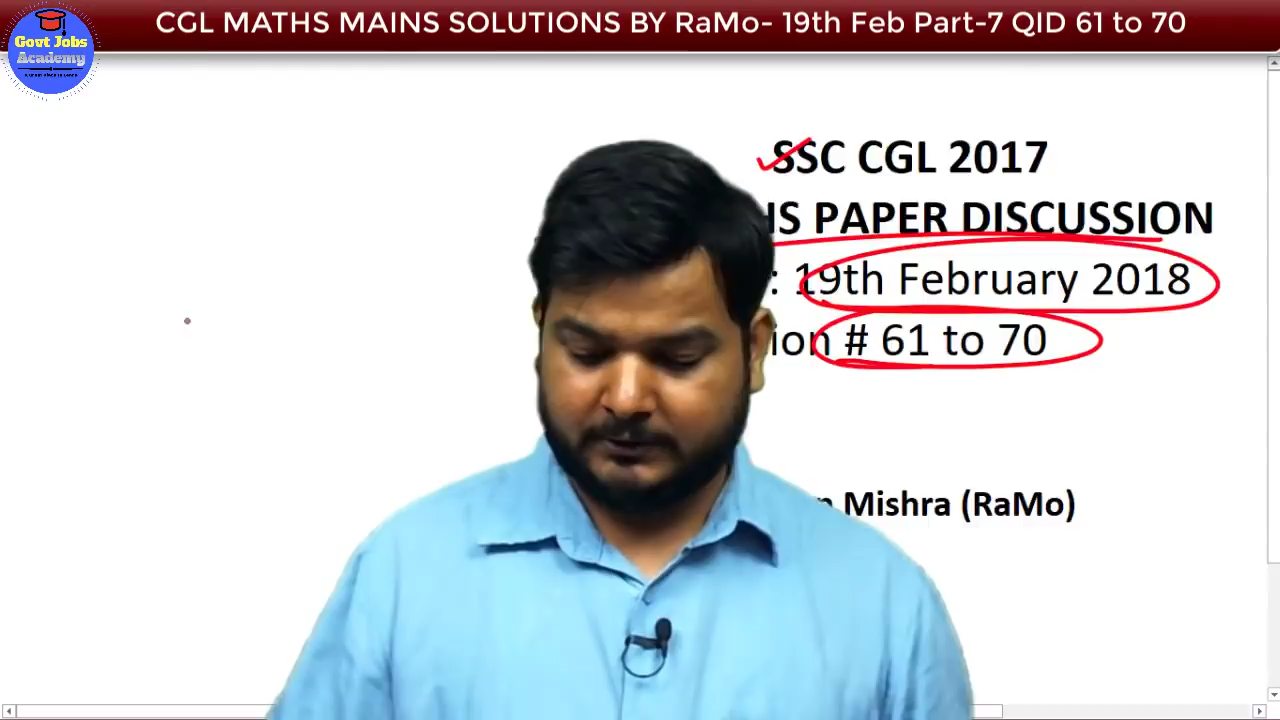 CGL MATHS MAINS SOLUTIONS BY RaMo- 19th Feb Part-7 QID 61 to 70
Govt Jobs
Academy
SSC CGL 2017
PAPER DISCUSSION
: 19th February 2018
# 61 to 70
Mishra (RaMo)